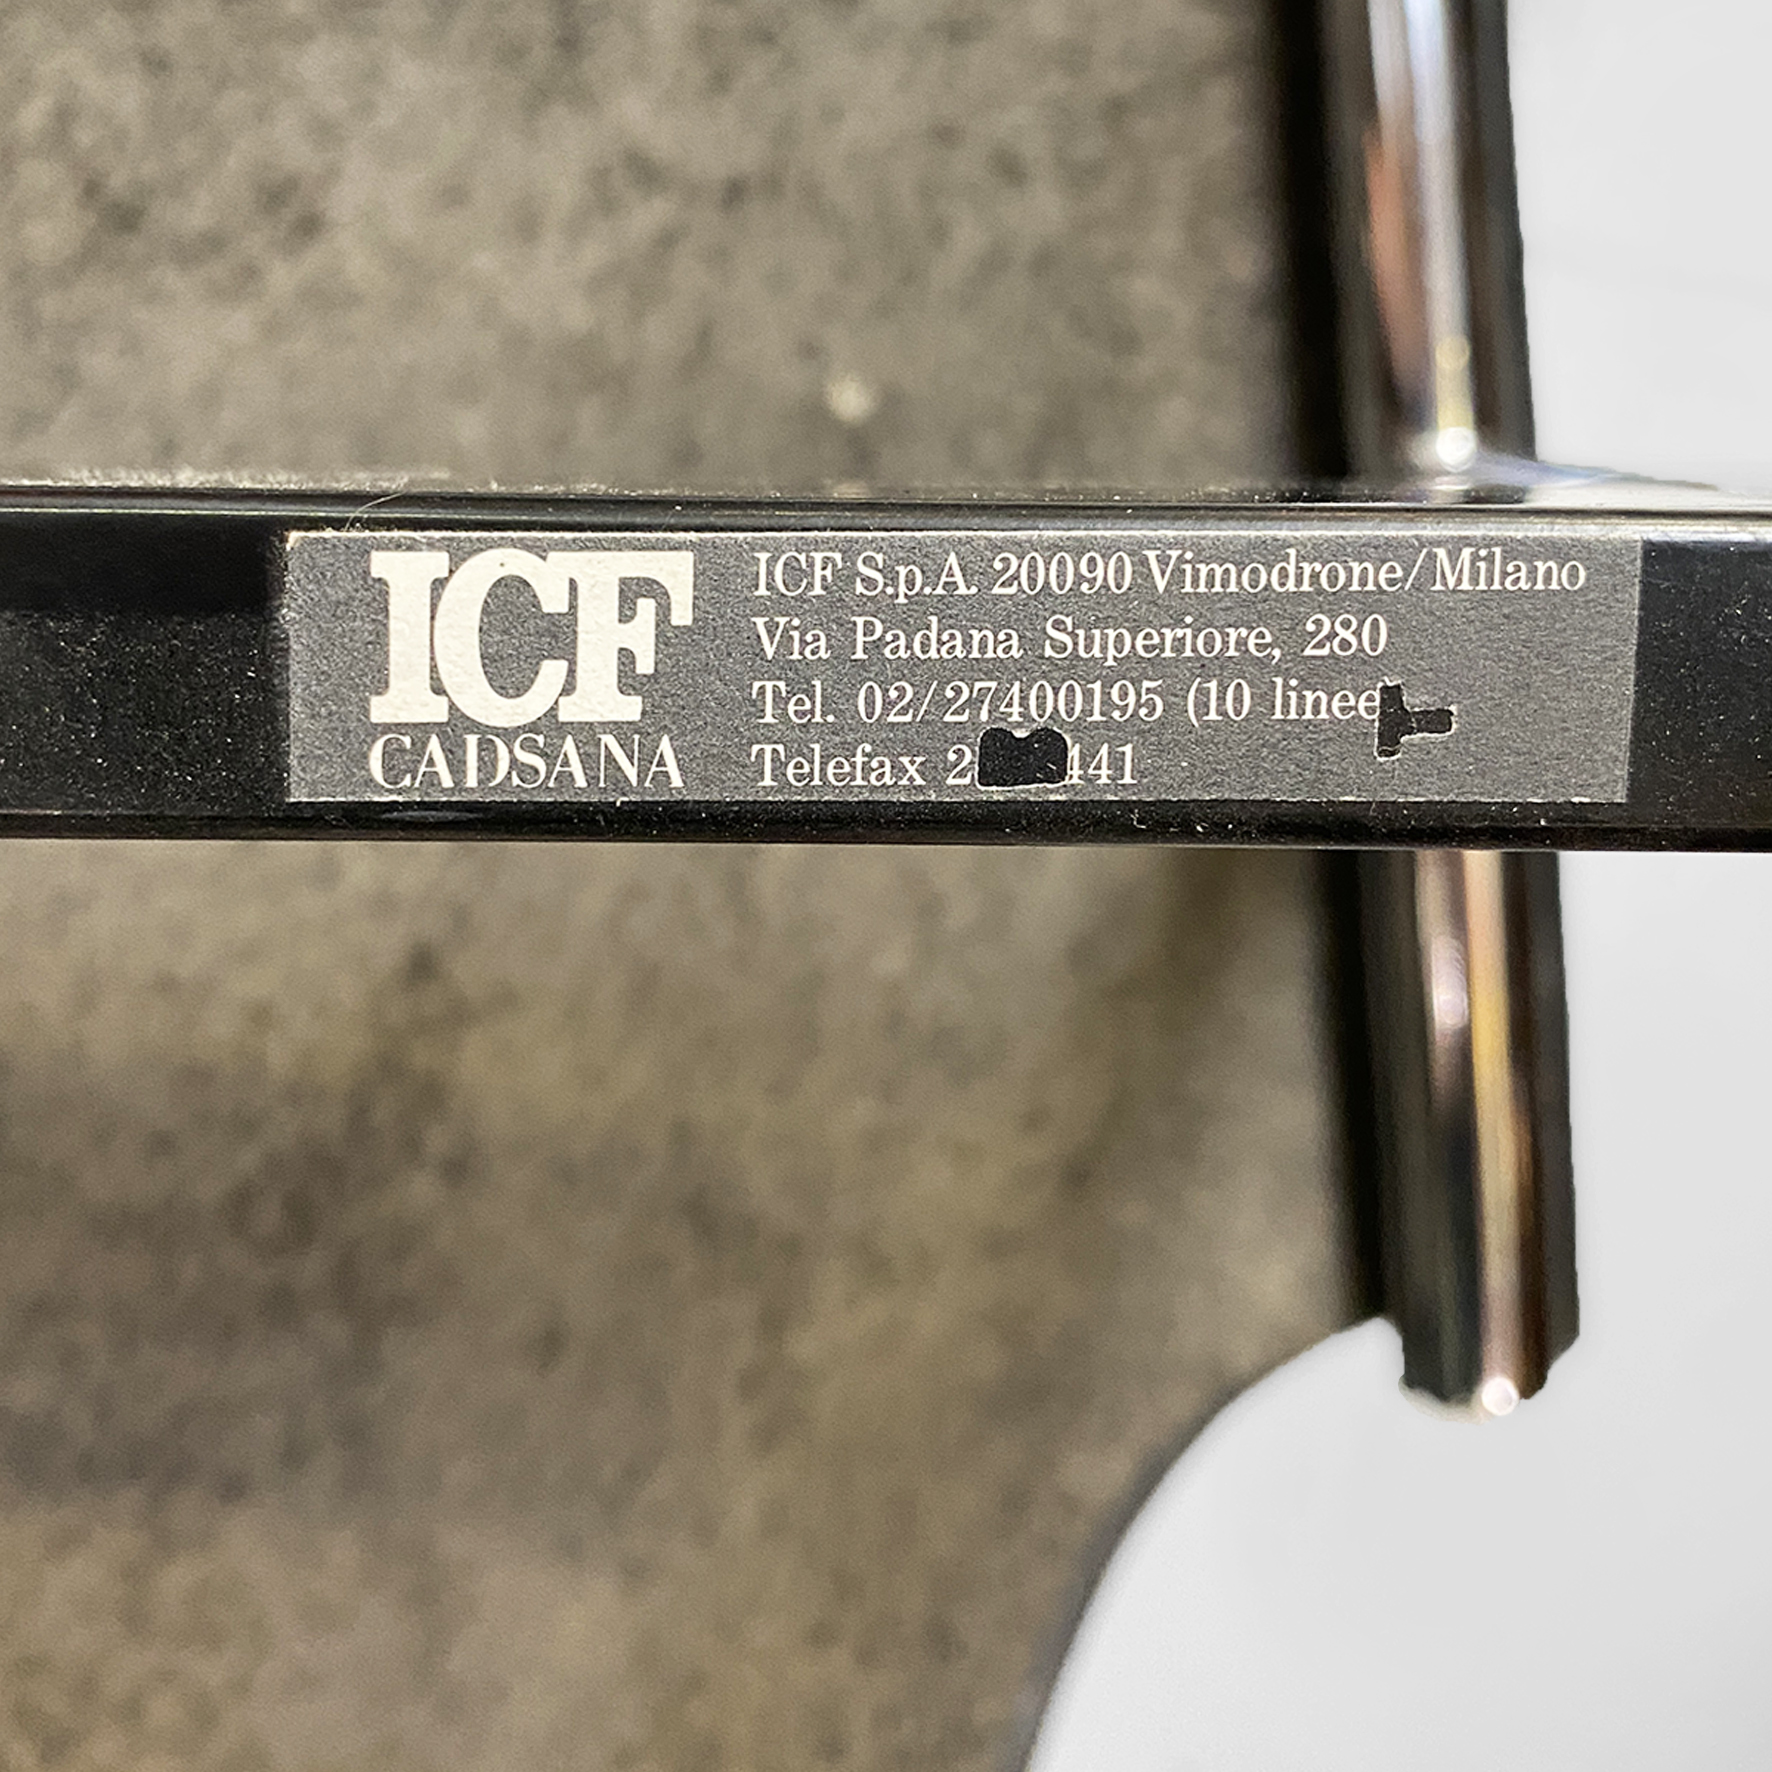 ICF
CADSANA
ICF S.p.A. 20090 Vimodrone/Milano
Via Padana Superiore, 280
Tel. 02/27400195 (10 linee
Telefax